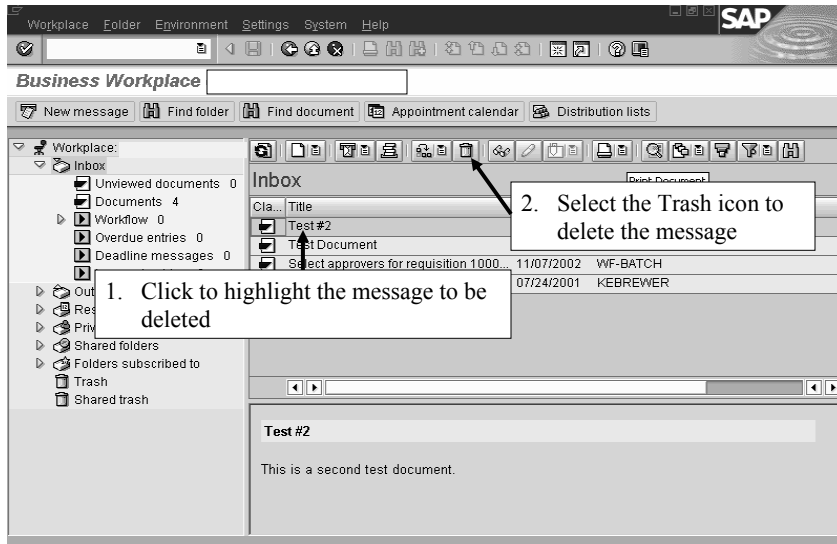 Workplace Folder Environment Settings System Help
SAP
Business Workplace
New message Find folder Find document Appointment calendar Distribution lists
Workplace:
Inbox
Unviewed documents 0
Documents 4
Workflow 0
Overdue entries 0
Deadline messages 0
Out
Res
Priv
Shared folders
Folders subscribed to
Trash
Shared trash
Inbox
Print Document
Cla... Title
Test #2
Test Document
Select approvers for requisition 1000... 11/07/2002 WF-BATCH
07/24/2001 KEBREWER
1. Click to highlight the message to be
deleted
2. Select the Trash icon to
delete the message
Test #2
This is a second test document.